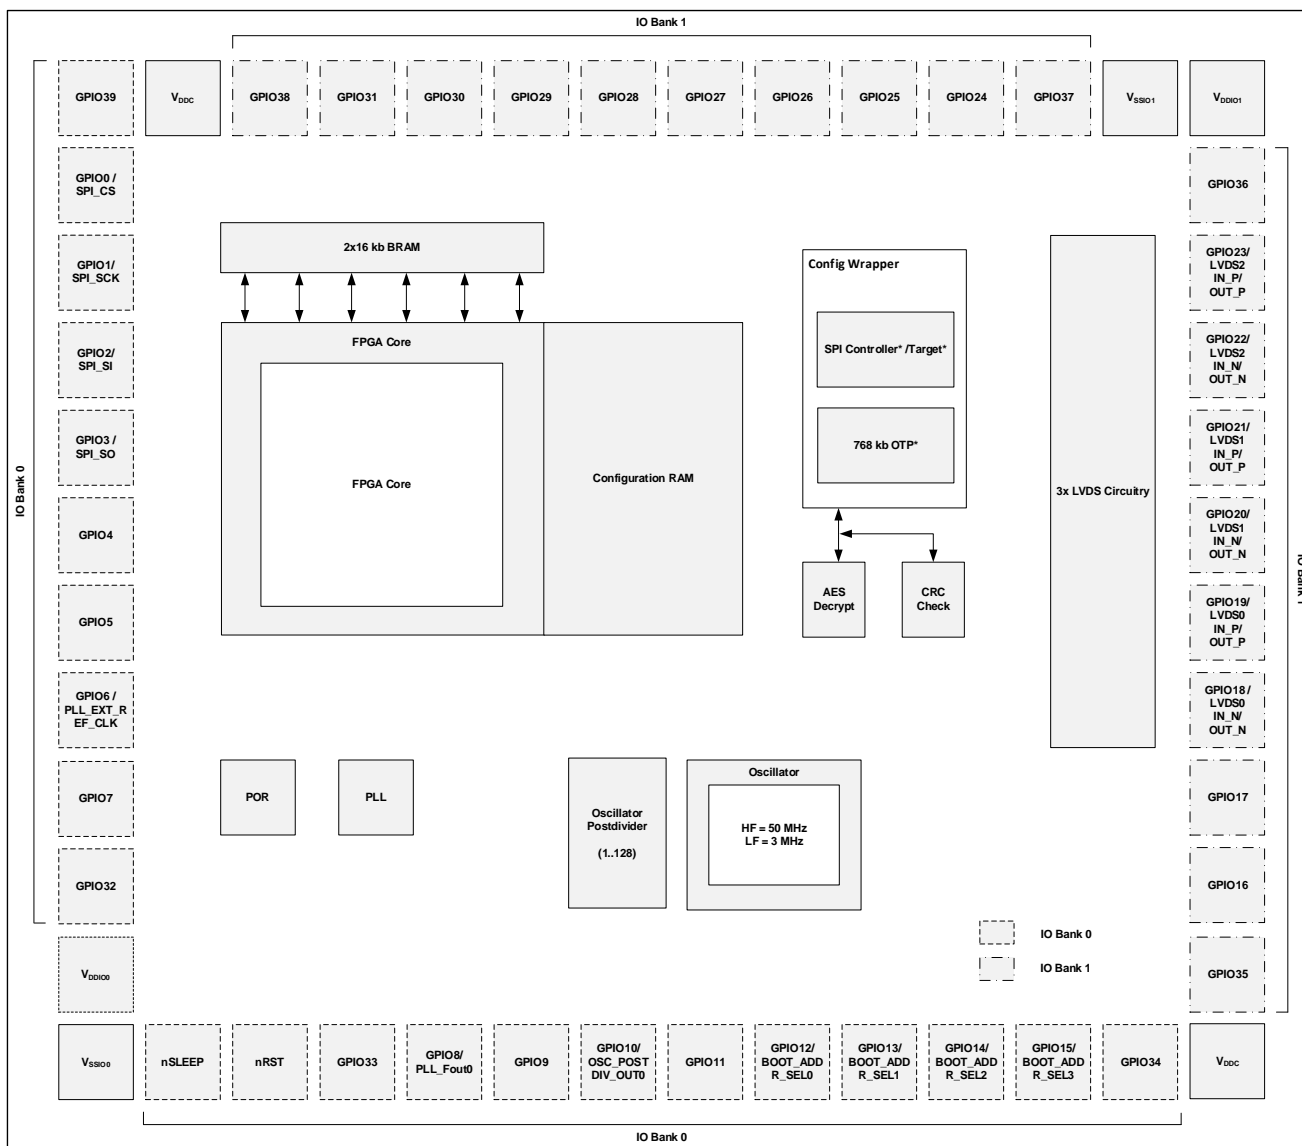 IO Bank 1
GPIO39
VDDC
GPIO38
GPIO31
GPIO30
GPIO29
GPIO28
GPIO27
GPIO26
GPIO25
GPIO24
GPIO37
VSSIO1
VDDIO1
IO Bank 0
GPIO0 /
SPI_CS
GPIO1/
SPI_SCK
GPIO2/
SPI_SI
GPIO3 /
SPI_SO
GPIO4
GPIO5
GPIO6 /
PLL_EXT_R
EF_CLK
GPIO7
GPIO32
VDDIO0
2x16 kb BRAM
FPGA Core
FPGA Core
Configuration RAM
Config Wrapper
SPI Controller* /Target*
768 kb OTP*
AES
Decrypt
CRC
Check
3x LVDS Circuitry
POR
PLL
Oscillator
Postdivider
(1..128)
Oscillator
HF = 50 MHz
LF = 3 MHz
IO Bank 0
IO Bank 1
GPIO36
GPIO23/
LVDS2
IN_P/
OUT_P
GPIO22/
LVDS2
IN_N/
OUT_N
GPIO21/
LVDS1
IN_P/
OUT_P
GPIO20/
LVDS1
IN_N/
OUT_N
GPIO19/
LVDS0
IN_P/
OUT_P
GPIO18 /
LVDS0
IN_N/
OUT_N
GPIO17
GPIO16
GPIO35
IO Bank 1
VSSIO0
nSLEEP
nRST
GPIO33
GPIO8/
PLL_Fout0
GPIO9
GPIO10/
OSC_POST
DIV_OUT0
GPIO11
GPIO12/
BOOT_ADD
R_SEL0
GPIO13/
BOOT_ADD
R_SEL1
GPIO14/
BOOT_ADD
R_SEL2
GPIO15/
BOOT_ADD
R_SEL3
GPIO34
VDDC
IO Bank 0